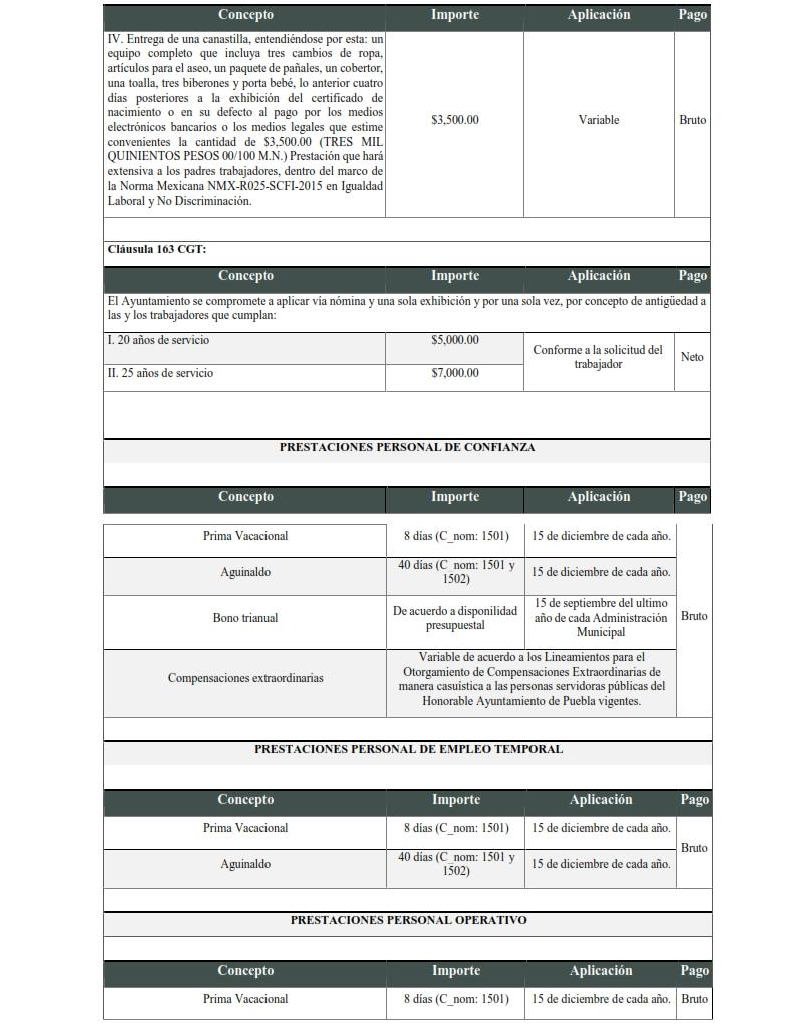 Concepto Importe Aplicación Pago
IV. Entrega de una canastilla, entendiéndose por esta: un
equipo completo que incluya tres cambios de ropa,
artículos para el aseo, un paquete de pañales, un cobertor,
una toalla, tres biberones y porta bebé, lo anterior cuatro
días posteriores a la exhibición del certificado de
nacimiento o en su defecto al pago por los medios
electrónicos bancarios o los medios legales que estime
convenientes la cantidad de $3,500.00 (TRES MIL
QUINIENTOS PESOS 00/100 M.N.) Prestación que hará
extensiva a los padres trabajadores, dentro del marco de
la Norma Mexicana NMX-R025-SCFI-2015 en Igualdad
Laboral y No Discriminación.
$3,500.00
Variable
Bruto
Cláusula 163 CGT:
Concepto Importe Aplicación Pago
El Ayuntamiento se compromete a aplicar vía nómina y una sola exhibición y por una sola vez, por concepto de antigüedad a
las y los trabajadores que cumplan:
I. 20 años de servicio $5,000.00
II. 25 años de servicio $7,000.00
Conforme a la solicitud del
trabajador
Neto
PRESTACIONES PERSONAL DE CONFIANZA
Concepto Importe Aplicación Pago
Prima Vacacional 8 días (C_nom: 1501) 15 de diciembre de cada año.
Aguinaldo
40 días (C_nom: 1501 y
1502)
15 de diciembre de cada año.
Bono trianual
De acuerdo a disponilidad
presupuestal
15 de septiembre del ultimo
año de cada Administración
Municipal
Bruto
Compensaciones extraordinarias
Variable de acuerdo a los Lineamientos para el
Otorgamiento de Compensaciones Extraordinarias de
manera casuística a las personas servidoras públicas del
Honorable Ayuntamiento de Puebla vigentes.
PRESTACIONES PERSONAL DE EMPLEO TEMPORAL
Concepto Importe Aplicación Pago
Prima Vacacional 8 días (C_nom: 1501) 15 de diciembre de cada año.
Bruto
Aguinaldo
40 días (C_nom: 1501 y
1502)
15 de diciembre de cada año.
PRESTACIONES PERSONAL OPERATIVO
Concepto Importe Aplicación Pago
Prima Vacacional 8 días (C_nom: 1501) 15 de diciembre de cada año. Bruto